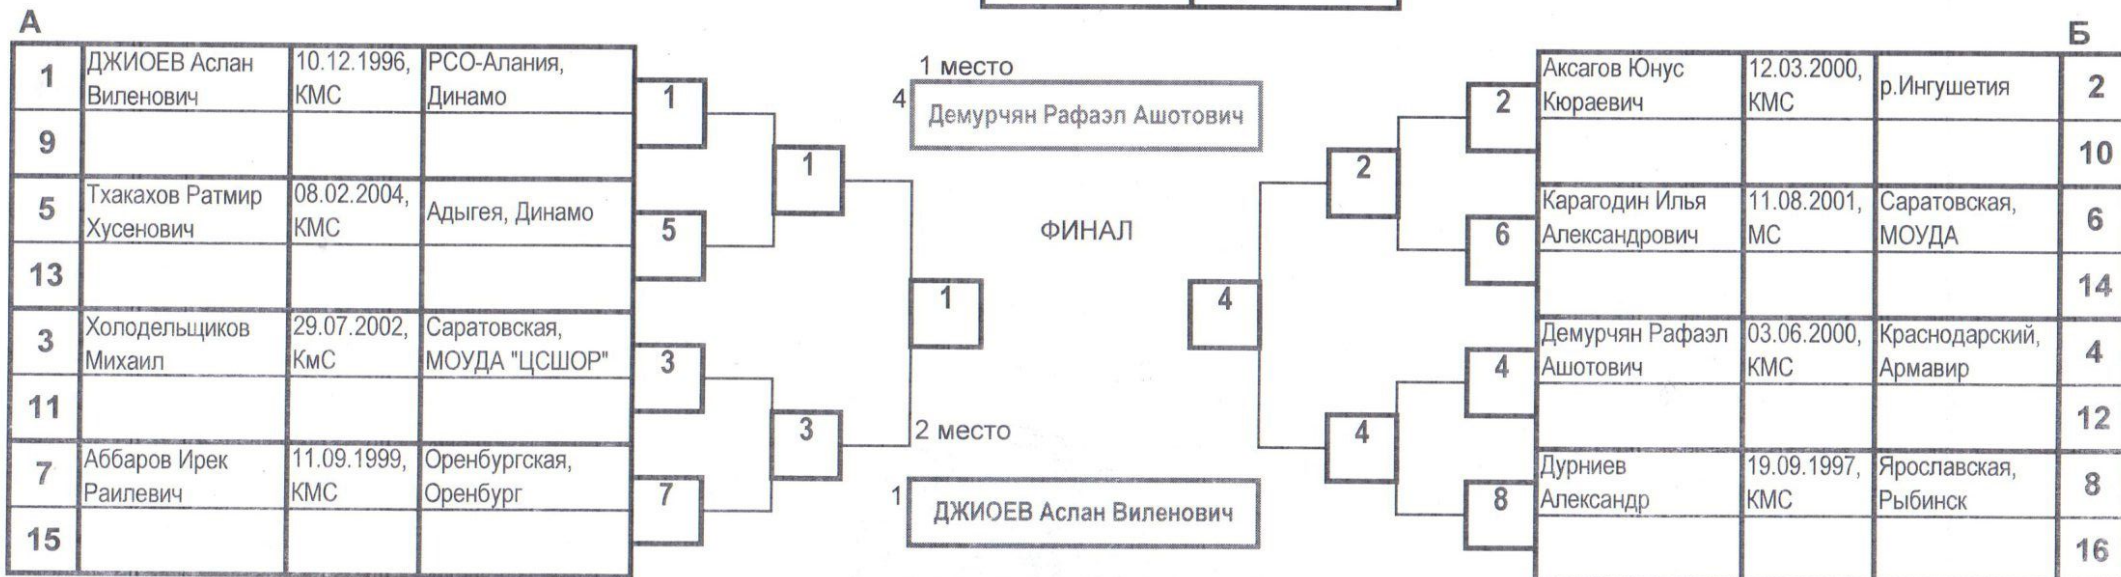 А
1 ДЖИОЕВ Аслан 10.12.1996, РСО-Алания,
Виленович КМС Динамо
1
9
1
5 Тхакахов Ратмир 08.02.2004, Адыгея, Динамо
Хусенович КМС
5
13
1
3 Холодельщиков 29.07.2002, Саратовская,
Михаил КмС МОУДА "ЦСШОР"
3
11
3
7 Аббаров Ирек 11.09.1999, Оренбургская,
Раилевич КМС Оренбург
7
15
1 место
4 Демурчян Рафаэл Ашотович
ФИНАЛ
2 место
1 ДЖИОЕВ Аслан Виленович
Б
2 Аксагов Юнус 12.03.2000, р.Ингушетия 2
Кюраевич КМС
10
2
6 Карагодин Илья 11.08.2001, Саратовская, 6
Александрович МС МОУДА
14
4
4 Демурчян Рафаэл 03.06.2000, Краснодарский, 4
Ашотович КМС Армавир
12
4
8 Дурниев 19.09.1997, Ярославская, 8
Александр КМС Рыбинск
16